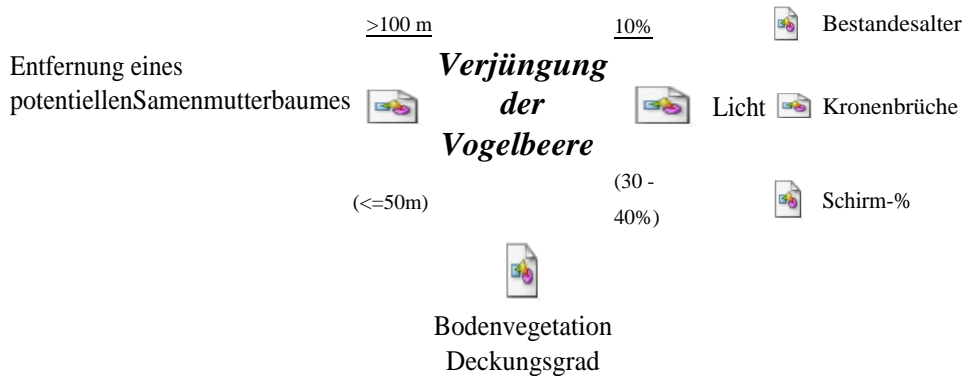 >100 m
10%
Bestandesalter
Entfernung eines
potentiellenSamenmutterbaumes
Verjüngung
der
Vogelbeere
Licht
Kronenbrüche
(<=50m)
(30 -
40%)
Schirm-%
Bodenvegetation
Deckungsgrad